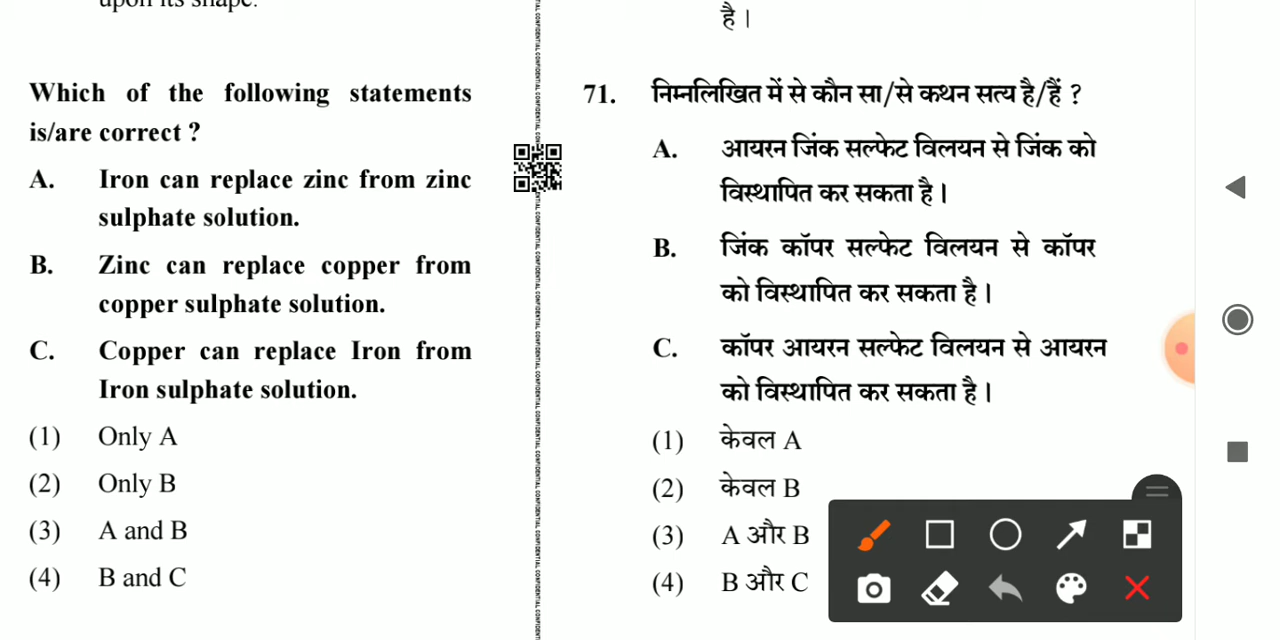 upon its shape.
Which of the following statements
is/are correct ?
A. Iron can replace zinc from zinc
sulphate solution.
B. Zinc can replace copper from
copper sulphate solution.
C. Copper can replace Iron from
Iron sulphate solution.
(1) Only A
(2) Only B
(3) A and B
(4) B and C
है।
71. निम्नलिखित में से कौन सा/से कथन सत्य है/हैं ?
A. आयरन जिंक सल्फेट विलयन से जिंक को
विस्थापित कर सकता है।
B. जिंक कॉपर सल्फेट विलयन से कॉपर
को विस्थापित कर सकता है।
C. कॉपर आयरन सल्फेट विलयन से आयरन
को विस्थापित कर सकता है।
(1) केवल A
(2) केवल B
(3) A और B
(4) B और C